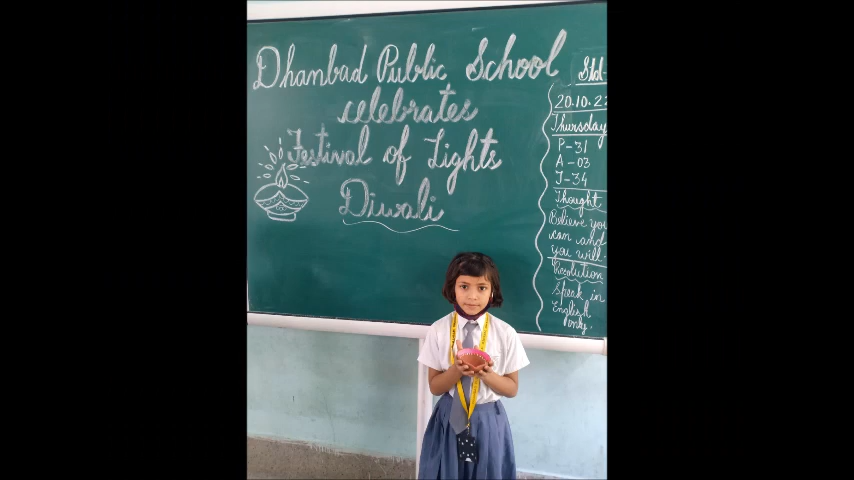 Dhanbad Public School
celebrates
Festival of Lights
Diwali
Std-
20.10.22
Thursday
P-31
A-03
T-34
Thought
Believe you
can and
you will.
Resolution
Speak in
English
only.